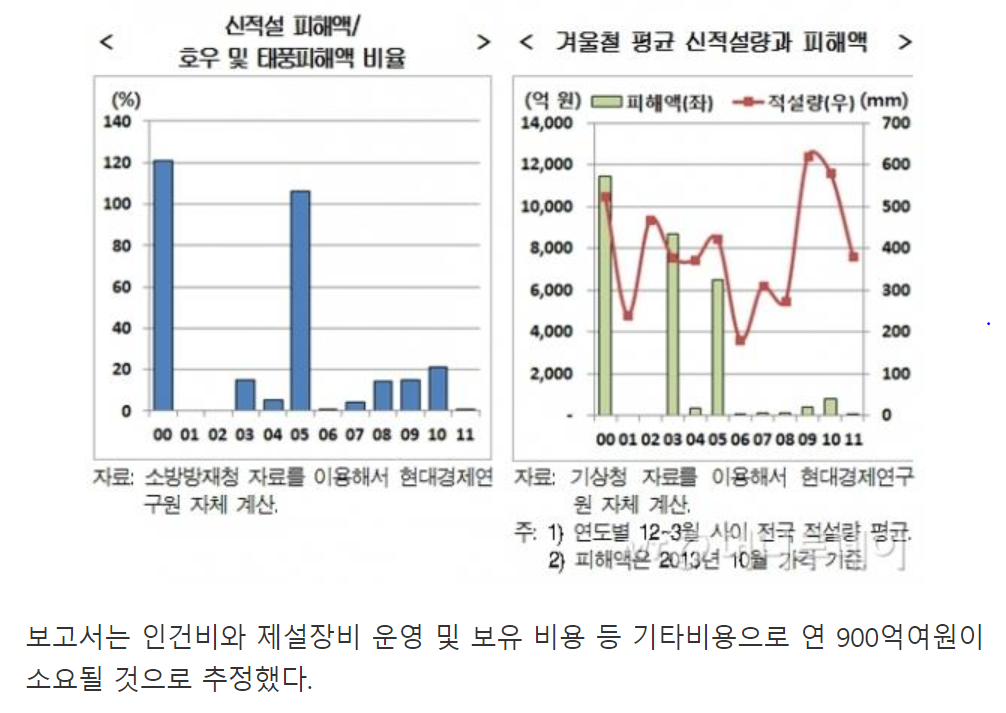 < 신적설 피해액/ >
호우 및 태풍피해액 비율
(%)
140
120
100
80
60
40
20
0
00 01 02 03 04 05 06 07 08 09 10 11
자료: 소방방재청 자료를 이용해서 현대경제연
구원 자체 계산.
< 겨울철 평균 신적설량과 피해액 >
(억 원) 피해액(좌) 적설량(우) (mm)
14,000 700
12,000 600
10,000 500
8,000 400
6,000 300
4,000 200
2,000 100
- 0
00 01 02 03 04 05 06 07 08 09 10 11
자료: 기상청 자료를 이용해서 현대경제연구
원 자체 계산.
주: 1) 연도별 12~3월 사이 전국 적설량 평균.
2) 피해액은 2013년 10월 가격 기준.
머니투데이
보고서는 인건비와 제설장비 운영 및 보유 비용 등 기타비용으로 연 900억여원이
소요될 것으로 추정했다.